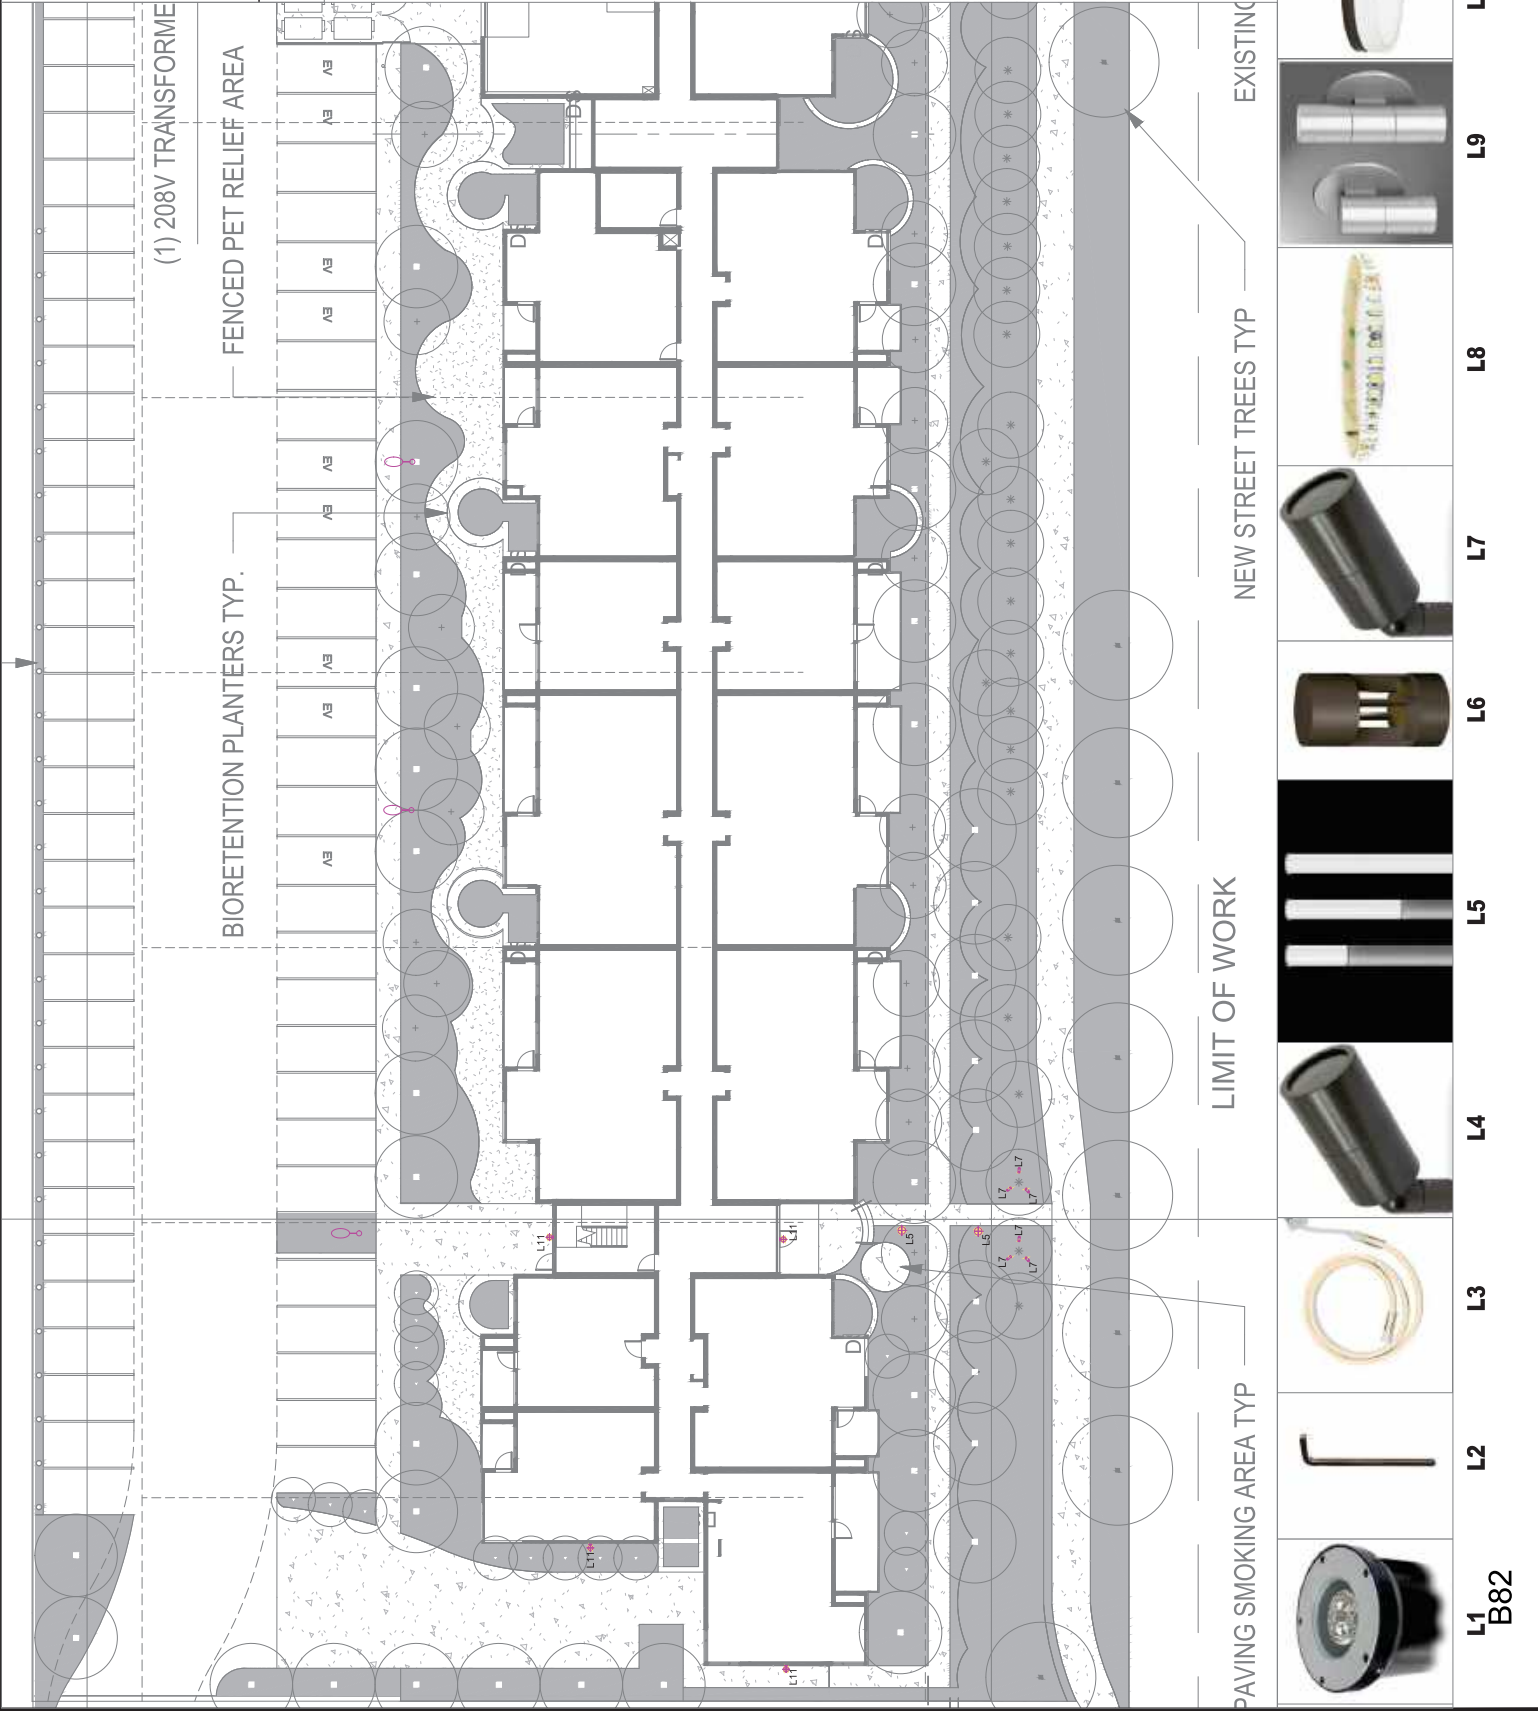 (1) 208V TRANSFORME
FENCED PET RELIEF AREA
BIORETENTION PLANTERS TYP.
EV
EV
EV
EV
EV
EV
EV
EV
EV
DS
DS
D
D
D
D
D
D
L11
L11
L11
L11
L5
L5
L7
L7
L7
L7
L7
L7
EXISTING
NEW STREET TREES TYP
LIMIT OF WORK
PAVING SMOKING AREA TYP
L9
L8
L7
L6
L5
L4
L3
L2
L1
B82